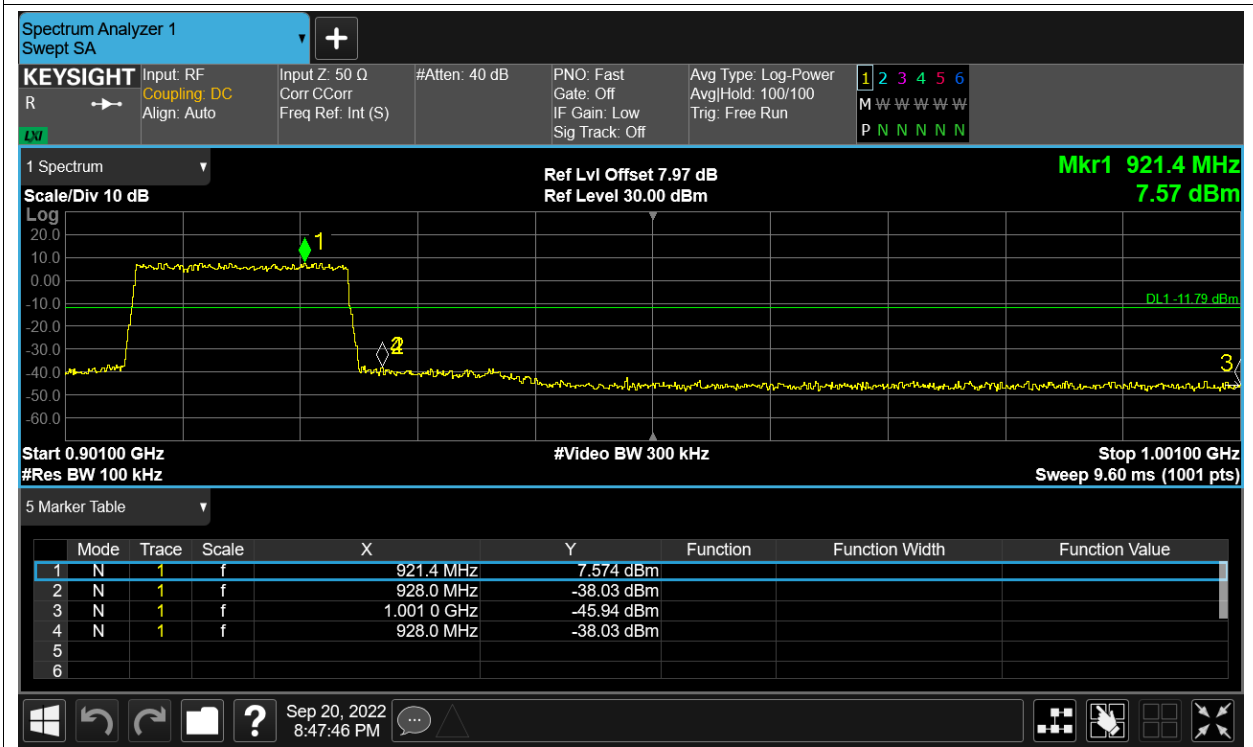 Spectrum Analyzer 1
Swept SA
KEYSIGHT Input: RF Input Z: 50 Ω #Atten: 40 dB PNO: Fast Avg Type: Log-Power 1 2 3 4 5 6
R Coupling: DC Corr CCorr Gate: Off Avg|Hold: 100/100 M W W W W W
Align: Auto Freq Ref: Int (S) IF Gain: Low Trig: Free Run
LXI Sig Track: Off P N N N N N
1 Spectrum Ref Lvl Offset 7.97 dB Mkr1 921.4 MHz
Scale/Div 10 dB Ref Level 30.00 dBm 7.57 dBm
Log
20.0
1
10.0
0.00
-10.0 DL1 -11.79 dBm
-20.0
-30.0
2
3
-40.0
-50.0
-60.0
Start 0.90100 GHz #Video BW 300 kHz Stop 1.00100 GHz
#Res BW 100 kHz Sweep 9.60 ms (1001 pts)
5 Marker Table
Mode Trace Scale X Y Function Function Width Function Value
1 N 1 f 921.4 MHz 7.574 dBm
2 N 1 f 928.0 MHz -38.03 dBm
3 N 1 f 1.001 0 GHz -45.94 dBm
4 N 1 f 928.0 MHz -38.03 dBm
5
6
? Sep 20, 2022
8:47:46 PM